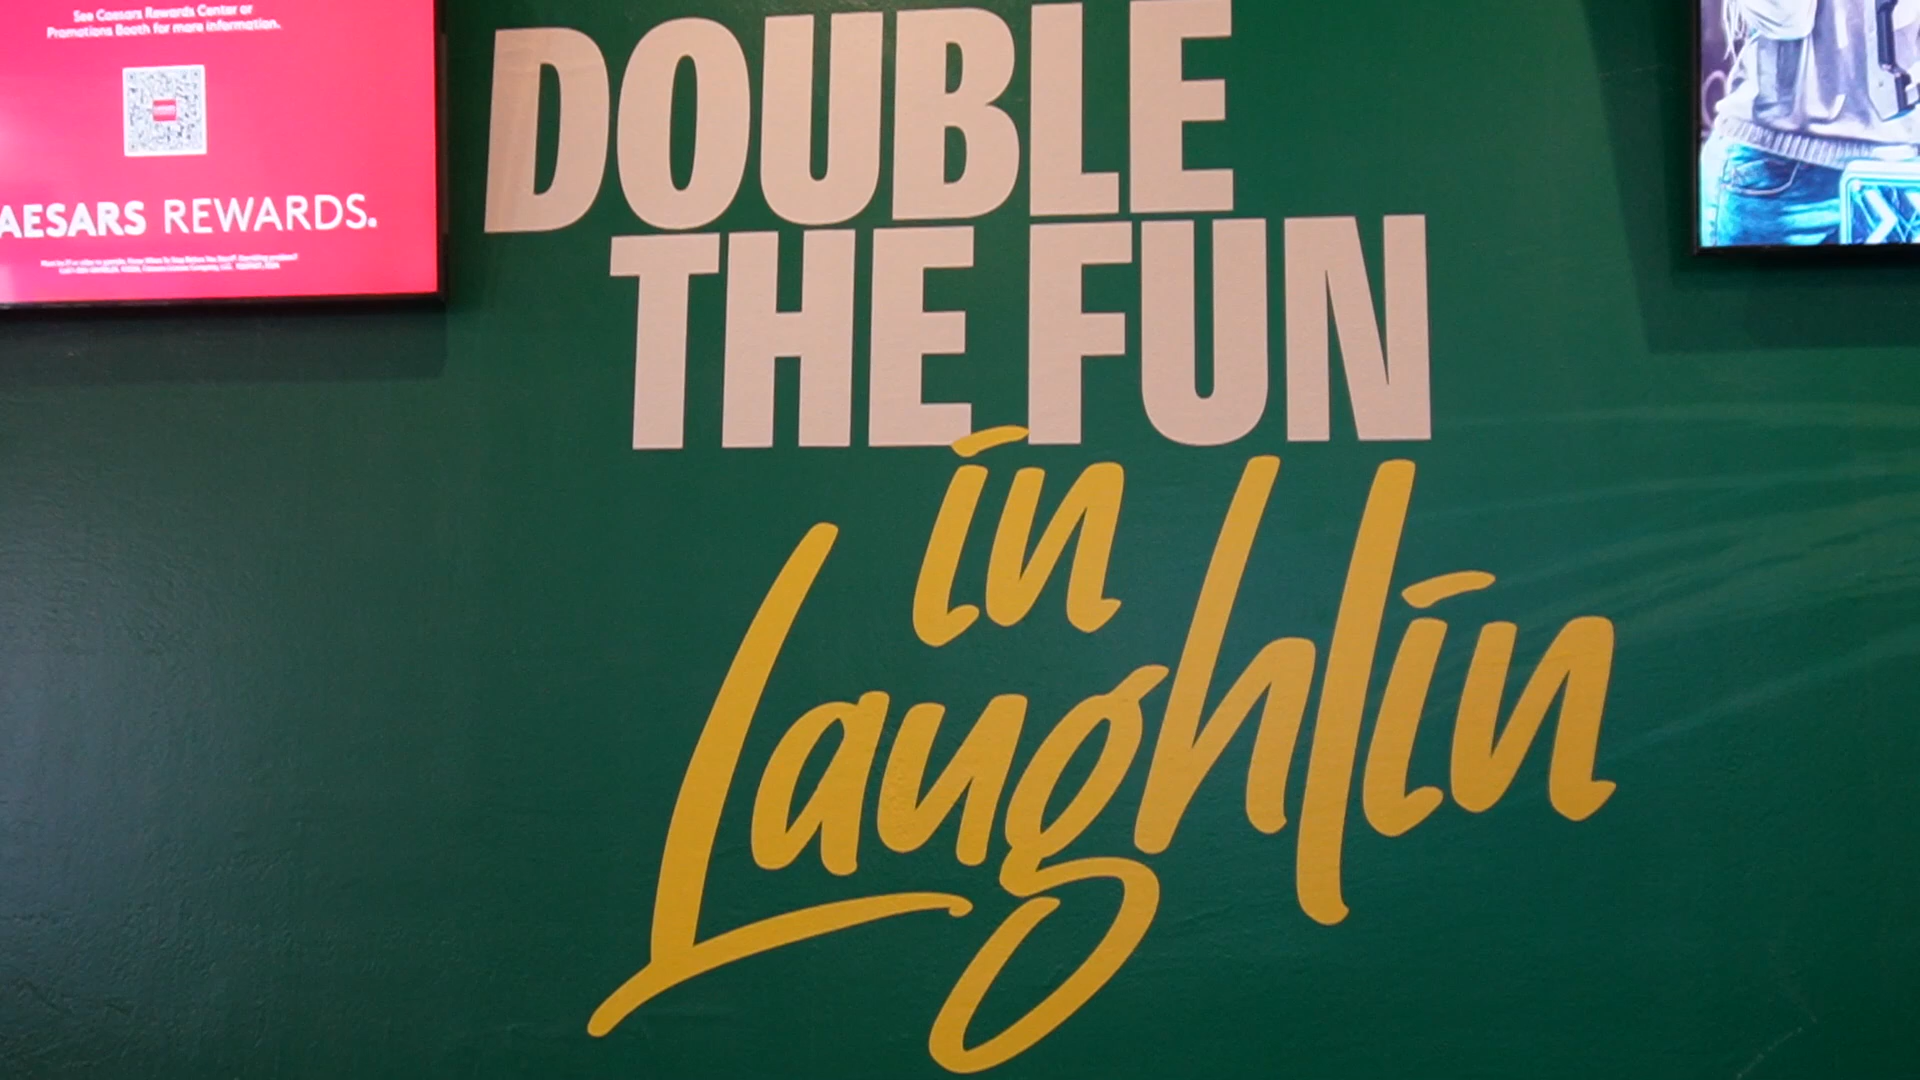 See Caesars Rewards Center or
Promotions Booth for more information.
AESARS REWARDS.
DOUBLE
THE FUN
in
Laughlin